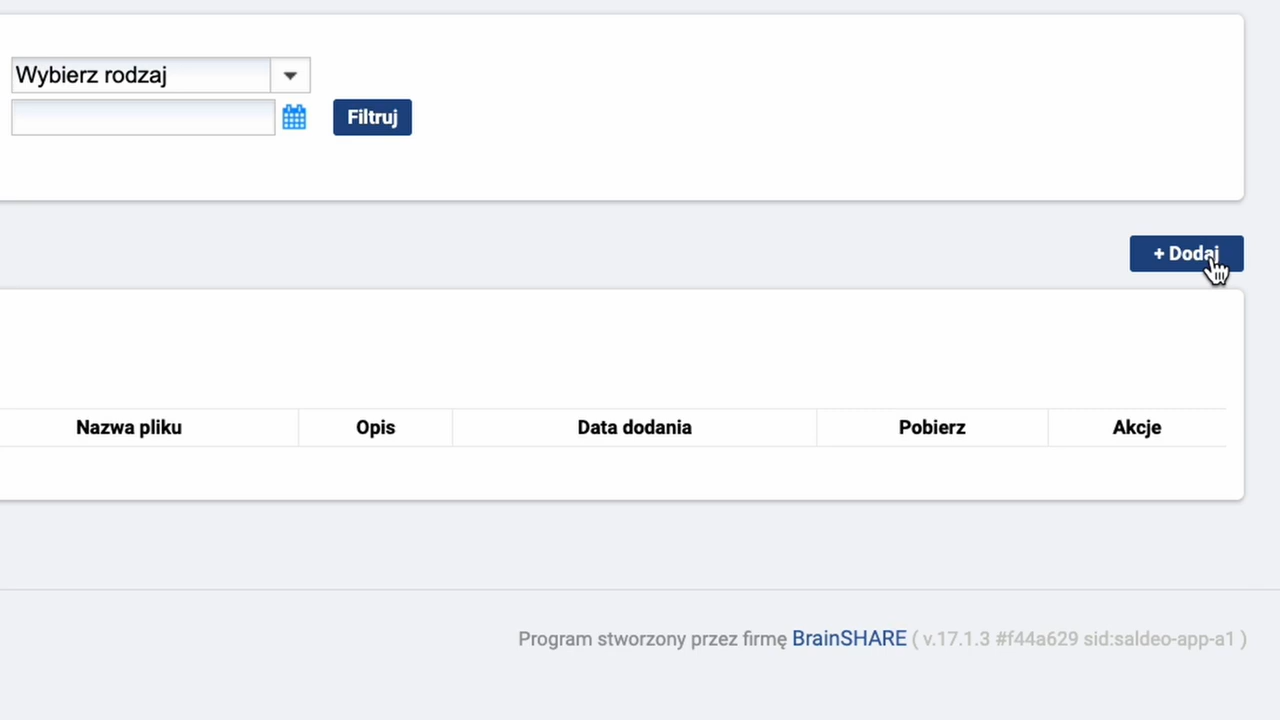 Wybierz rodzaj
Filtruj
+ Dodaj
Nazwa pliku Opis Data dodania Pobierz Akcje
Program stworzony przez firmę BrainSHARE ( v.17.1.3 #f44a629 sid:saldeo-app-a1 )